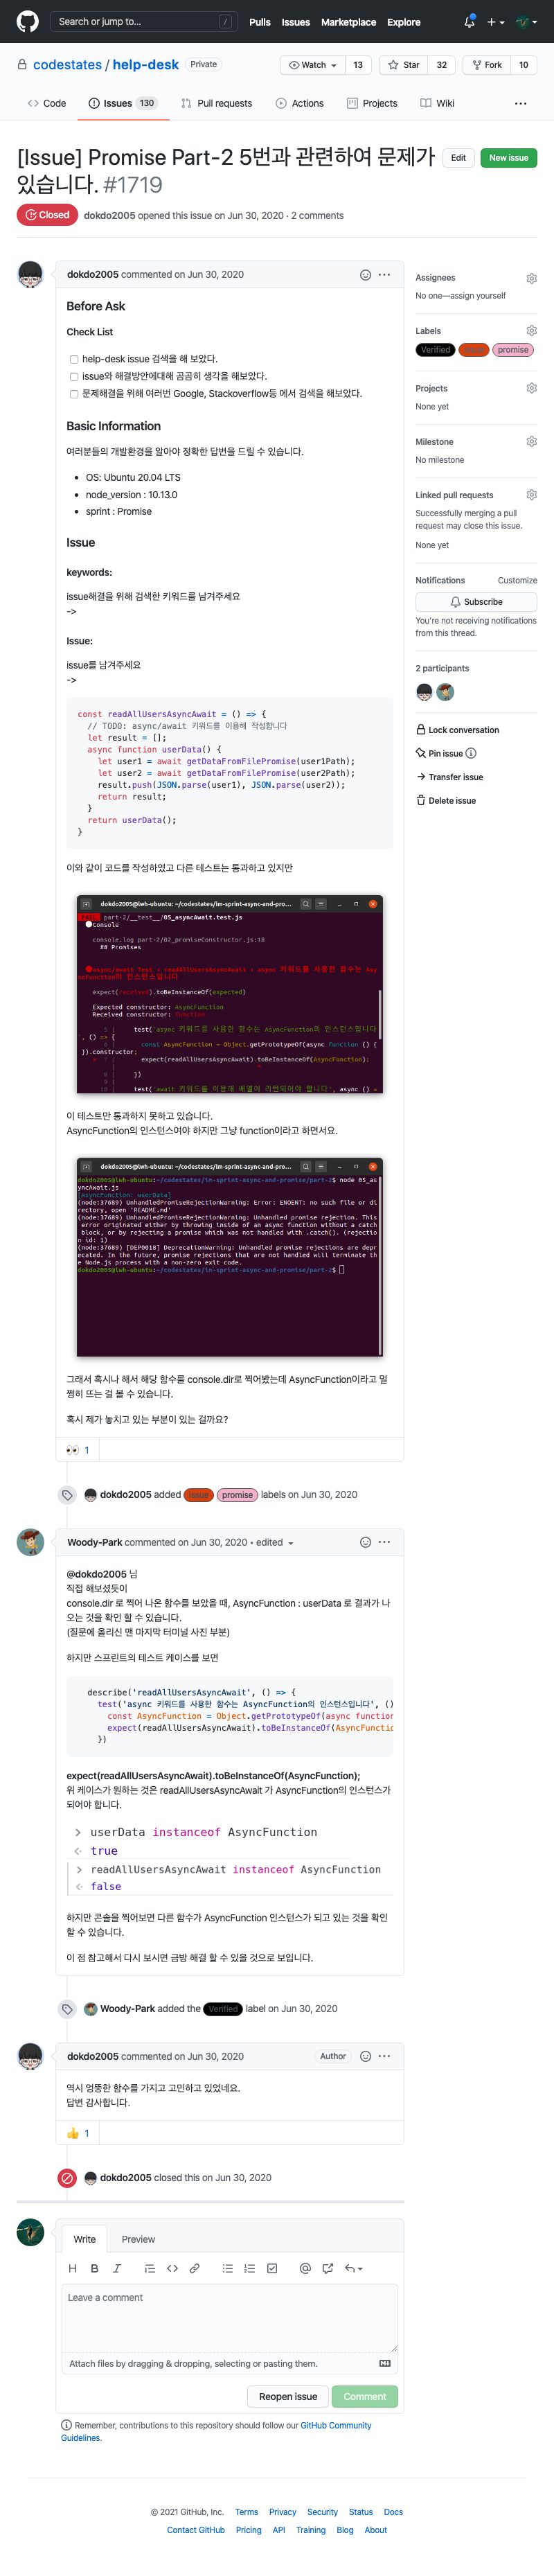 Search or jump to...
/
Pulls
Issues
Marketplace
Explore
codestates / help-desk
Private
Watch
13
Star
32
Fork
10
Code
Issues 130
Pull requests
Actions
Projects
Wiki
[Issue] Promise Part-2 5번과 관련하여 문제가
있습니다. #1719
Edit
New issue
Closed
dokdo2005 opened this issue on Jun 30, 2020 · 2 comments
dokdo2005 commented on Jun 30, 2020
Before Ask
Check List
help-desk issue 검색을 해 보았다.
issue와 해결방안에대해 곰곰히 생각을 해보았다.
문제해결을 위해 여러번 Google, Stackoverflow등 에서 검색을 해보았다.
Basic Information
여러분들의 개발환경을 알아야 정확한 답변을 드릴 수 있습니다.
OS: Ubuntu 20.04 LTS
node_version : 10.13.0
sprint : Promise
Issue
keywords:
issue해결을 위해 검색한 키워드를 남겨주세요
->
Issue:
issue를 남겨주세요
->
const readAllUsersAsyncAwait = () => {
// TODO: async/await 키워드를 이용해 작성합니다
let result = [];
async function userData() {
let user1 = await getDataFromFilePromise(user1Path);
let user2 = await getDataFromFilePromise(user2Path);
result.push(JSON.parse(user1), JSON.parse(user2));
return result;
}
return userData();
}
이와 같이 코드를 작성하였고 다른 테스트는 통과하고 있지만
dokdo2005@lwh-ubuntu: ~/codestates/im-sprint-async-and-pro...
part-2/__test__/05_asyncAwait.test.js
Console
console.log part-2/02_promiseConstructor.js:18
## Promises
async/await Test › readAllUsersAsyncAwait › async 키워드를 사용한 함수는 Asy
ncFunction의 인스턴스입니다
expect(received).toBeInstanceOf(expected)
Expected constructor: AsyncFunction
Received constructor: Function
5 | test('async 키워드를 사용한 함수는 AsyncFunction의 인스턴스입니다'
, () => {
6 | const AsyncFunction = Object.getPrototypeOf(async function () {
}).constructor;
> 7 | expect(readAllUsersAsyncAwait).toBeInstanceOf(AsyncFunction);
| ^
8 | })
9 |
10 | test('await 키워드를 이용해 배열이 리턴되어야 합니다', async () =
이 테스트만 통과하지 못하고 있습니다.
AsyncFunction의 인스턴스여야 하지만 그냥 function이라고 하면서요.
dokdo2005@lwh-ubuntu: ~/codestates/im-sprint-async-and-pro...
dokdo2005@lwh-ubuntu:~/codestates/im-sprint-async-and-promise/part-2$ node 05_as
yncAwait.js
[AsyncFunction: userData]
(node:37689) UnhandledPromiseRejectionWarning: Error: ENOENT: no such file or di
rectory, open 'README.md'
(node:37689) UnhandledPromiseRejectionWarning: Unhandled promise rejection. This
error originated either by throwing inside of an async function without a catch
block, or by rejecting a promise which was not handled with .catch(). (rejectio
n id: 1)
(node:37689) [DEP0018] DeprecationWarning: Unhandled promise rejections are depr
ecated. In the future, promise rejections that are not handled will terminate th
e Node.js process with a non-zero exit code.
dokdo2005@lwh-ubuntu:~/codestates/im-sprint-async-and-promise/part-2$
그래서 혹시나 해서 해당 함수를 console.dir로 찍어봤는데 AsyncFunction이라고 멀
쩡히 뜨는 걸 볼 수 있습니다.
혹시 제가 놓치고 있는 부분이 있는 걸까요?
👀 1
dokdo2005 added issue promise labels on Jun 30, 2020
Woody-Park commented on Jun 30, 2020 • edited
@dokdo2005 님
직접 해보셨듯이
console.dir 로 찍어 나온 함수를 보았을 때, AsyncFunction : userData 로 결과가 나
오는 것을 확인 할 수 있습니다.
(질문에 올리신 맨 마지막 터미널 사진 부분)
하지만 스프린트의 테스트 케이스를 보면
describe('readAllUsersAsyncAwait', () => {
test('async 키워드를 사용한 함수는 AsyncFunction의 인스턴스입니다', ()
const AsyncFunction = Object.getPrototypeOf(async function
expect(readAllUsersAsyncAwait).toBeInstanceOf(AsyncFunctio
})
expect(readAllUsersAsyncAwait).toBeInstanceOf(AsyncFunction);
위 케이스가 원하는 것은 readAllUsersAsyncAwait 가 AsyncFunction의 인스턴스가
되어야 합니다.
> userData instanceof AsyncFunction
true
> readAllUsersAsyncAwait instanceof AsyncFunction
false
하지만 콘솔을 찍어보면 다른 함수가 AsyncFunction 인스턴스가 되고 있는 것을 확인
할 수 있습니다.
이 점 참고해서 다시 보시면 금방 해결 할 수 있을 것으로 보입니다.
Woody-Park added the Verified label on Jun 30, 2020
dokdo2005 commented on Jun 30, 2020
Author
역시 엉뚱한 함수를 가지고 고민하고 있었네요.
답변 감사합니다.
👍 1
dokdo2005 closed this on Jun 30, 2020
Write
Preview
Leave a comment
Attach files by dragging & dropping, selecting or pasting them.
Reopen issue
Comment
Remember, contributions to this repository should follow our GitHub Community
Guidelines.
Assignees
No one—assign yourself
Labels
Verified
issue
promise
Projects
None yet
Milestone
No milestone
Linked pull requests
Successfully merging a pull
request may close this issue.
None yet
Notifications
Customize
Subscribe
You're not receiving notifications
from this thread.
2 participants
Lock conversation
Pin issue
Transfer issue
Delete issue
© 2021 GitHub, Inc.
Terms
Privacy
Security
Status
Docs
Contact GitHub
Pricing
API
Training
Blog
About